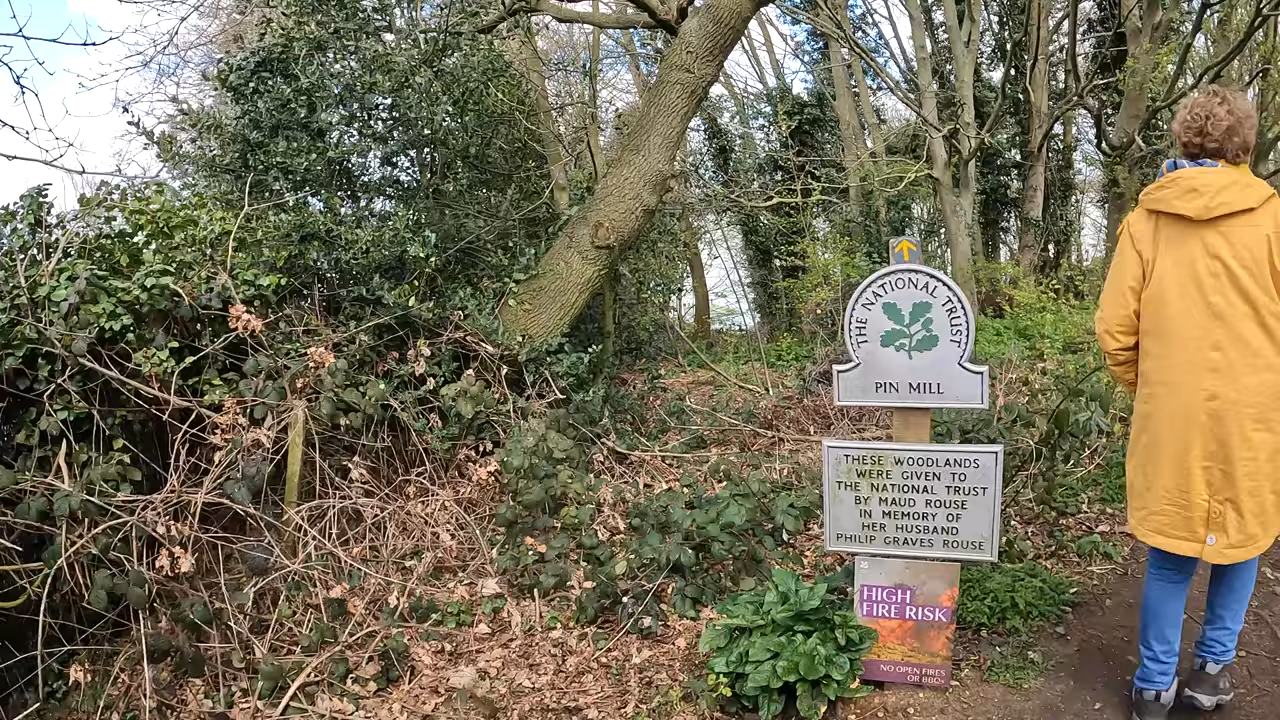 THE NATIONAL TRUST
PIN MILL
THESE WOODLANDS
WERE GIVEN TO
THE NATIONAL TRUST
BY MAUD ROUSE
IN MEMORY OF
HER HUSBAND
PHILIP GRAVES ROUSE
HIGH
FIRE RISK
NO OPEN FIRES
OR BBQs